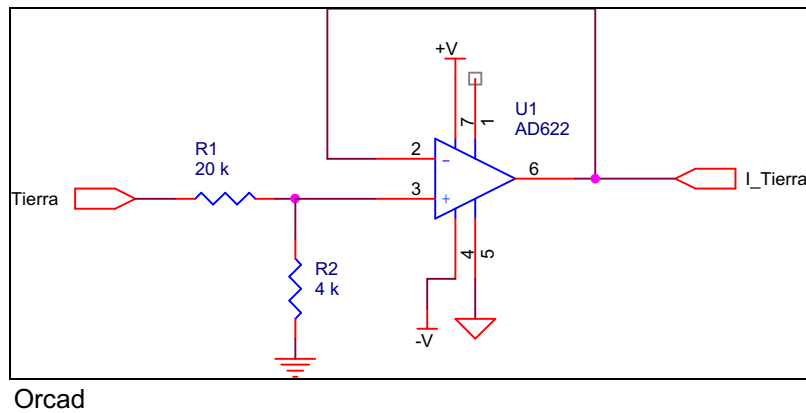 +V
U1
AD622
7
1
2
-
6
3
+
R1
20 k
Tierra
I_Tierra
R2
4 k
4
5
-V
Orcad